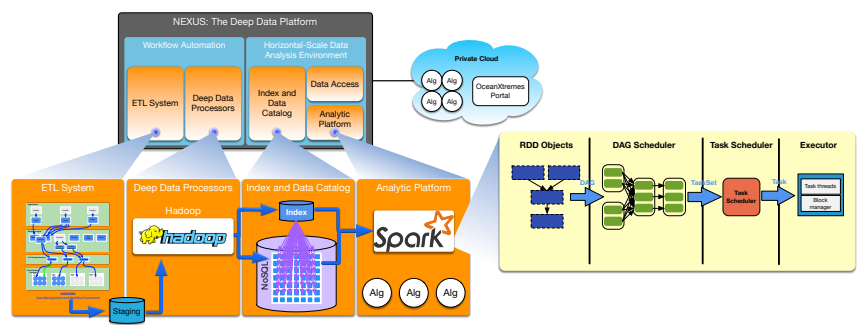 NEXUS: The Deep Data Platform
Workflow Automation
Horizontal-Scale Data
Analysis Environment
ETL System
Deep Data
Processors
Index and
Data
Catalog
Data Access
Analytic
Platform
Private Cloud
Alg
Alg
Alg
Alg
OceanXtremes
Portal
ETL System
Deep Data Processors
Index and Data Catalog
Analytic Platform
Hadoop
hadoop
Index
NoSQL
Spark
Alg
Alg
Alg
Staging
RDD Objects
DAG Scheduler
Task Scheduler
Executor
DAG
TaskSet
Task
Scheduler
Task
Task threads
Block
manager